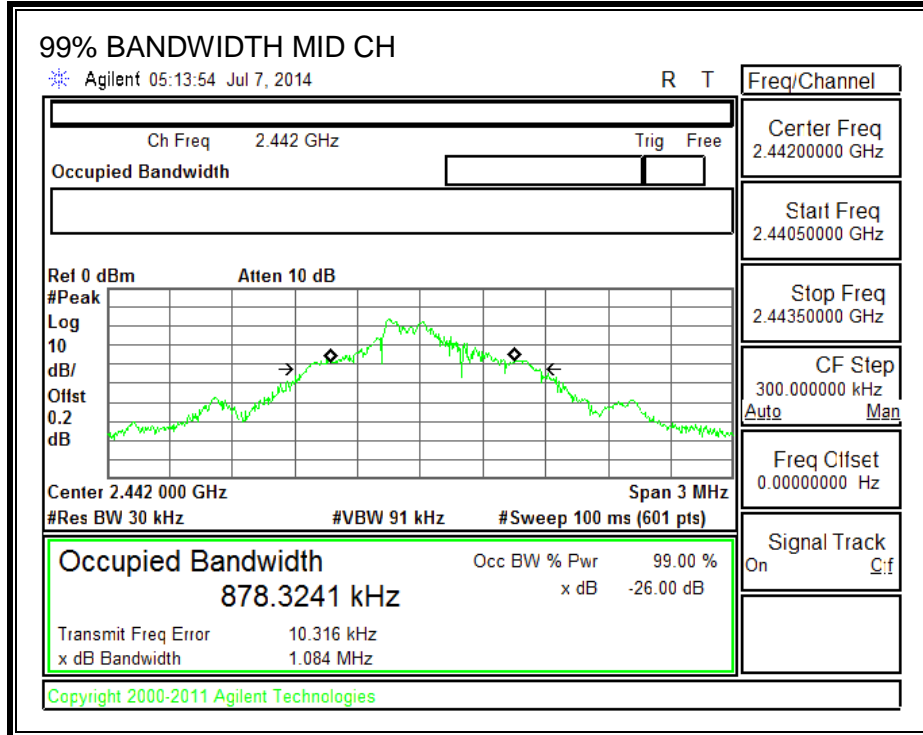 99% BANDWIDTH MID CH
Agilent 05:13:54 Jul 7, 2014 R T
Freq/Channel
Ch Freq 2.442 GHz Trig Free
Occupied Bandwidth
Center Freq
2.44200000 GHz
Start Freq
2.44050000 GHz
Stop Freq
2.44350000 GHz
CF Step
300.000000 kHz
Auto Man
Freq Offset
0.00000000 Hz
Signal Track
On Off
Ref 0 dBm Atten 10 dB
#Peak
Log
10
dB/
Offst
0.2
dB
Center 2.442 000 GHz Span 3 MHz
#Res BW 30 kHz #VBW 91 kHz #Sweep 100 ms (601 pts)
Occupied Bandwidth
878.3241 kHz
Occ BW % Pwr 99.00 %
x dB -26.00 dB
Transmit Freq Error 10.316 kHz
x dB Bandwidth 1.084 MHz
Copyright 2000-2011 Agilent Technologies